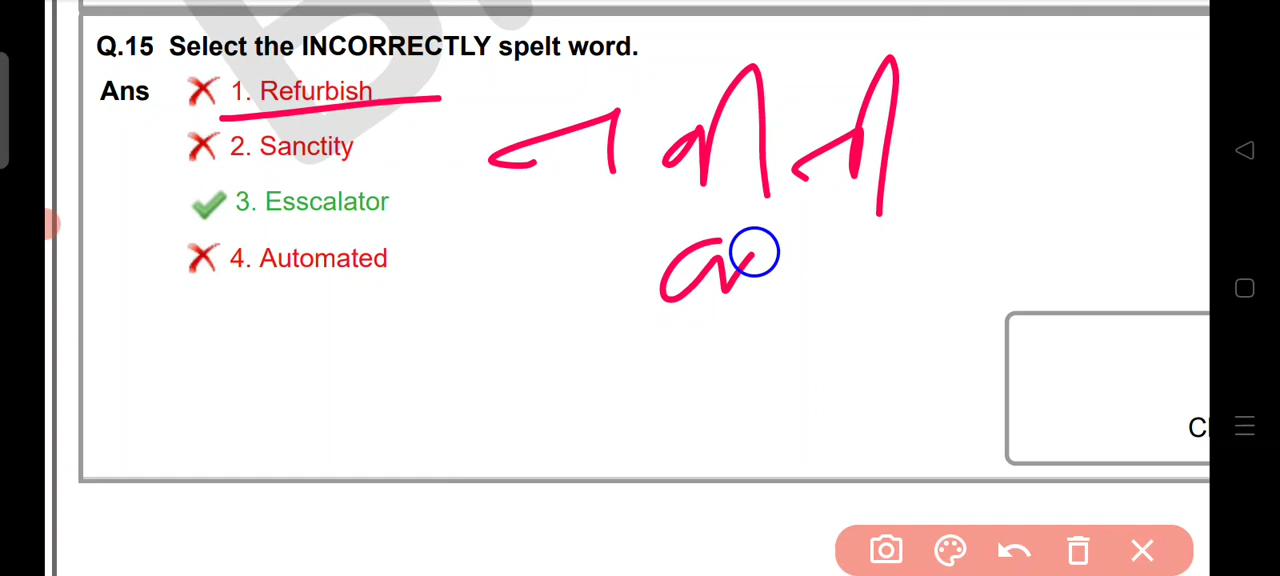 Q.15 Select the INCORRECTLY spelt word.
Ans 1. Refurbish
2. Sanctity
3. Esscalator
4. Automated